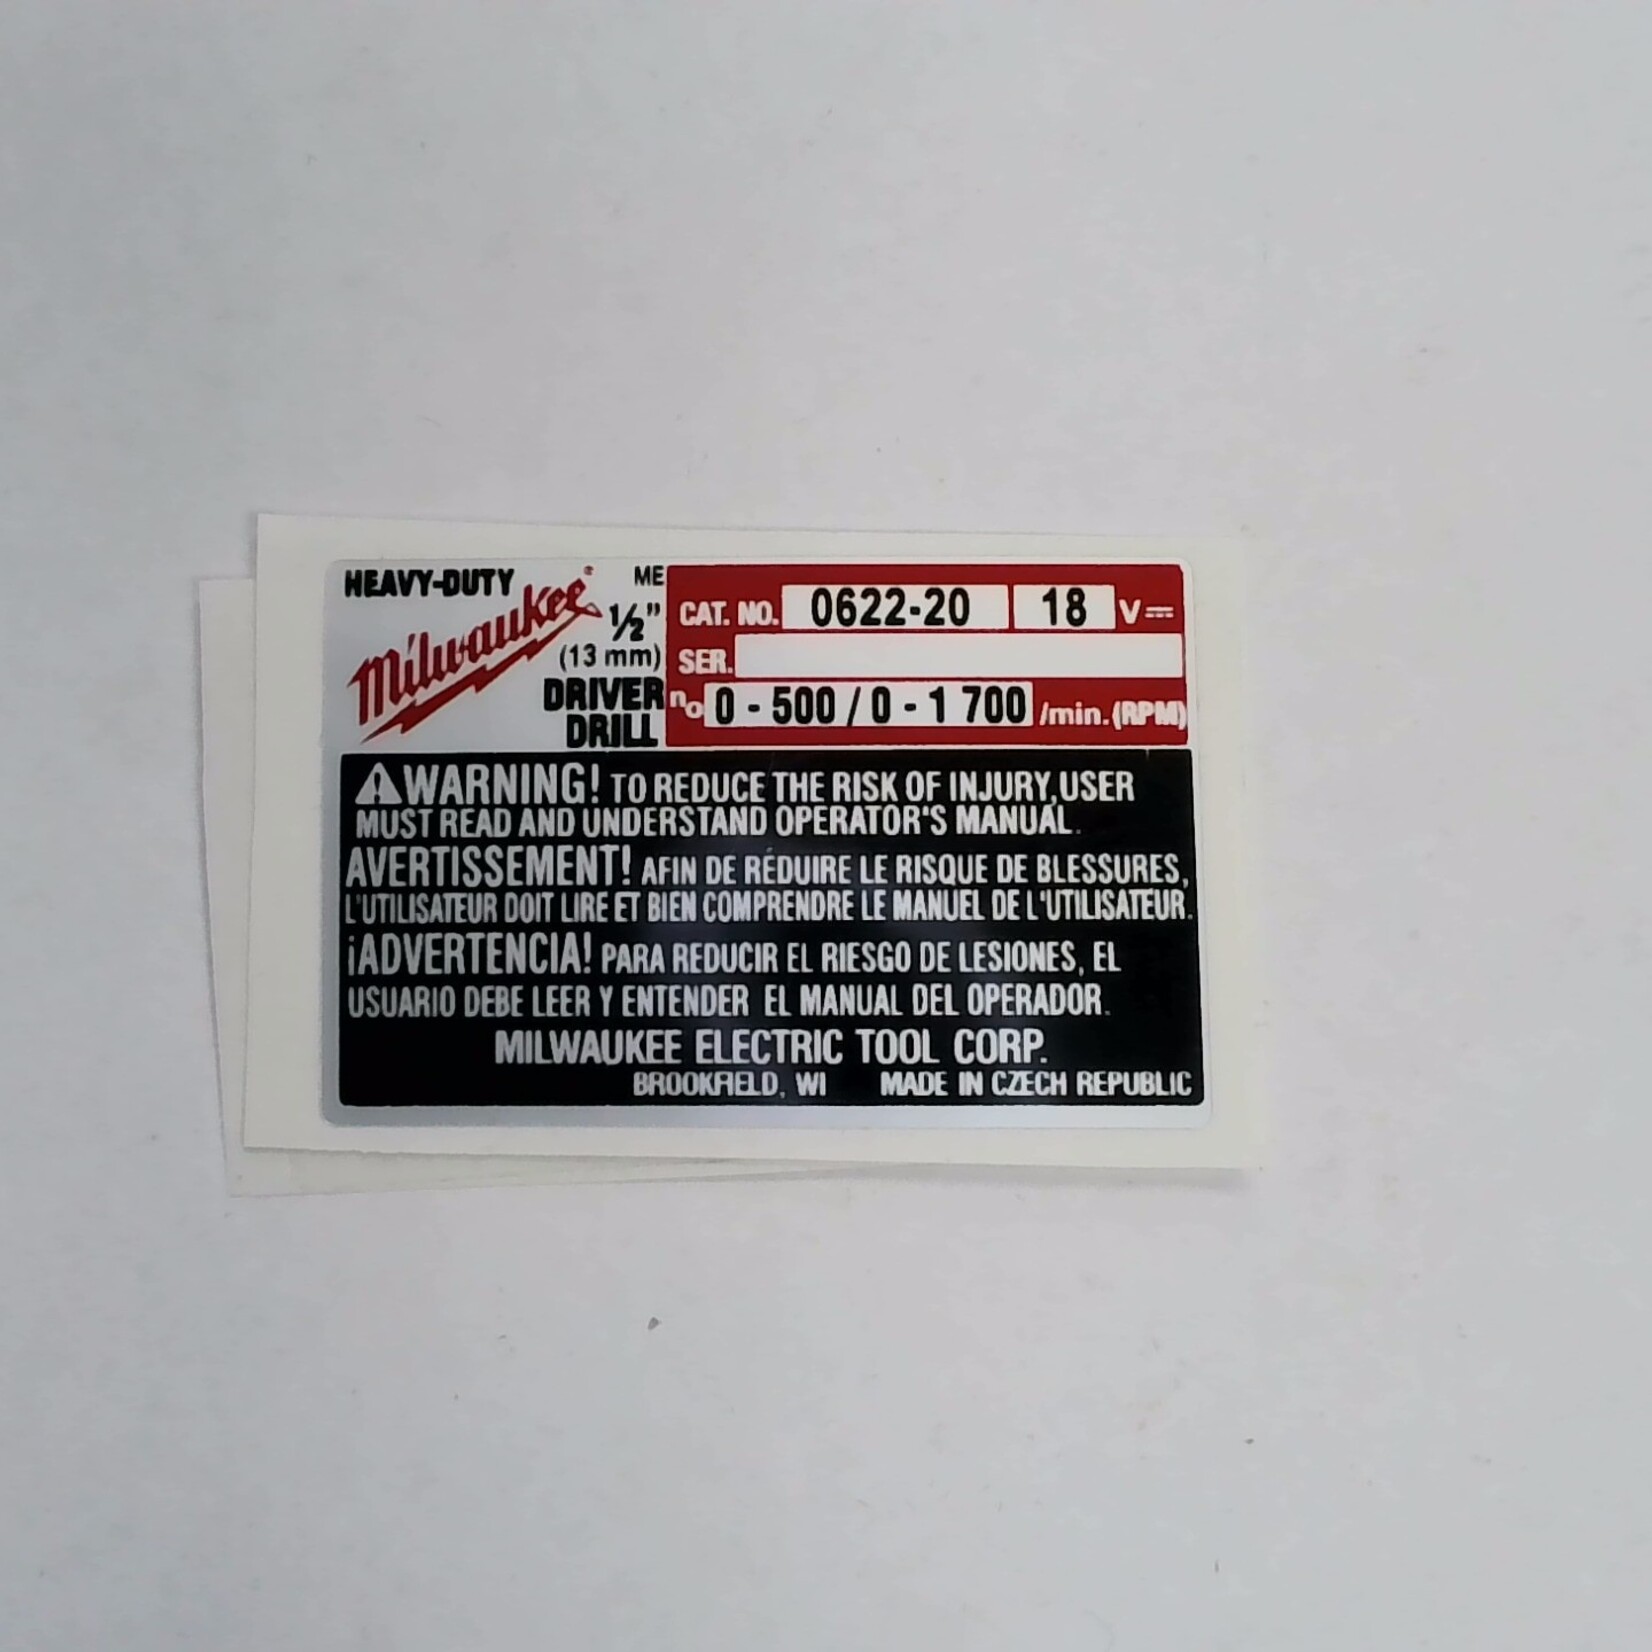 HEAVY-DUTY
Milwaukee®
ME
1/2"
(13 mm)
DRIVER
DRILL
CAT. NO. 0622-20 18 V⎓
SER.
no 0 - 500 / 0 - 1 700 /min.(RPM)
⚠WARNING! TO REDUCE THE RISK OF INJURY,USER
MUST READ AND UNDERSTAND OPERATOR'S MANUAL.
AVERTISSEMENT! AFIN DE RÉDUIRE LE RISQUE DE BLESSURES,
L'UTILISATEUR DOIT LIRE ET BIEN COMPRENDRE LE MANUEL DE L'UTILISATEUR.
¡ADVERTENCIA! PARA REDUCIR EL RIESGO DE LESIONES, EL
USUARIO DEBE LEER Y ENTENDER EL MANUAL DEL OPERADOR.
MILWAUKEE ELECTRIC TOOL CORP.
BROOKFIELD, WI MADE IN CZECH REPUBLIC